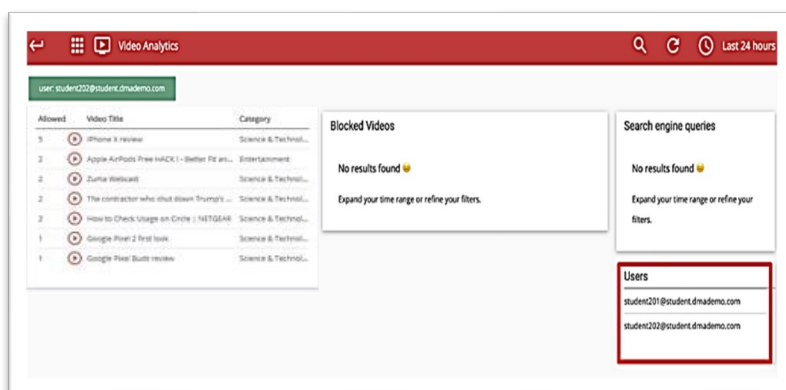 Video Analytics
Last 24 hours
user: student202@student.dmademo.com
Allowed Video Title Category
5 iPhone X review Science & Technol...
2 Apple AirPods Free HACK! - Better Fit an... Entertainment
2 Zuma Webcast Science & Technol...
2 The contractor who shut down Trump's ... Science & Technol...
2 How to Check Usage on Circle | NETGEAR Science & Technol...
1 Google Pixel 2 first look Science & Technol...
1 Google Pixel Buds review Science & Technol...
Blocked Videos
No results found
Expand your time range or refine your filters.
Search engine queries
No results found
Expand your time range or refine your
filters.
Users
student201@student.dmademo.com
student202@student.dmademo.com